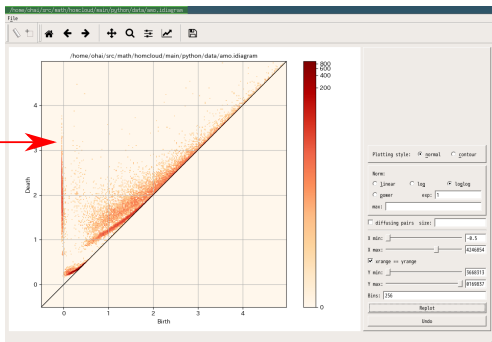 /home/ohai/src/math/homcloud/main/python/data/amo.idiagram
File
/home/ohai/src/math/homcloud/main/python/data/amo.idiagram
800
600
400
200
0
4
3
2
1
0
Death
0 1 2 3 4
Birth
Plotting style: normal contour
Norm:
linear log loglog
power exp: 1
max:
diffusing pairs size:
X min: -0.5
X max: 4246854
xrange == yrange
Y min: 5668313
Y max: 0169837
Bins: 256
Replot
Undo